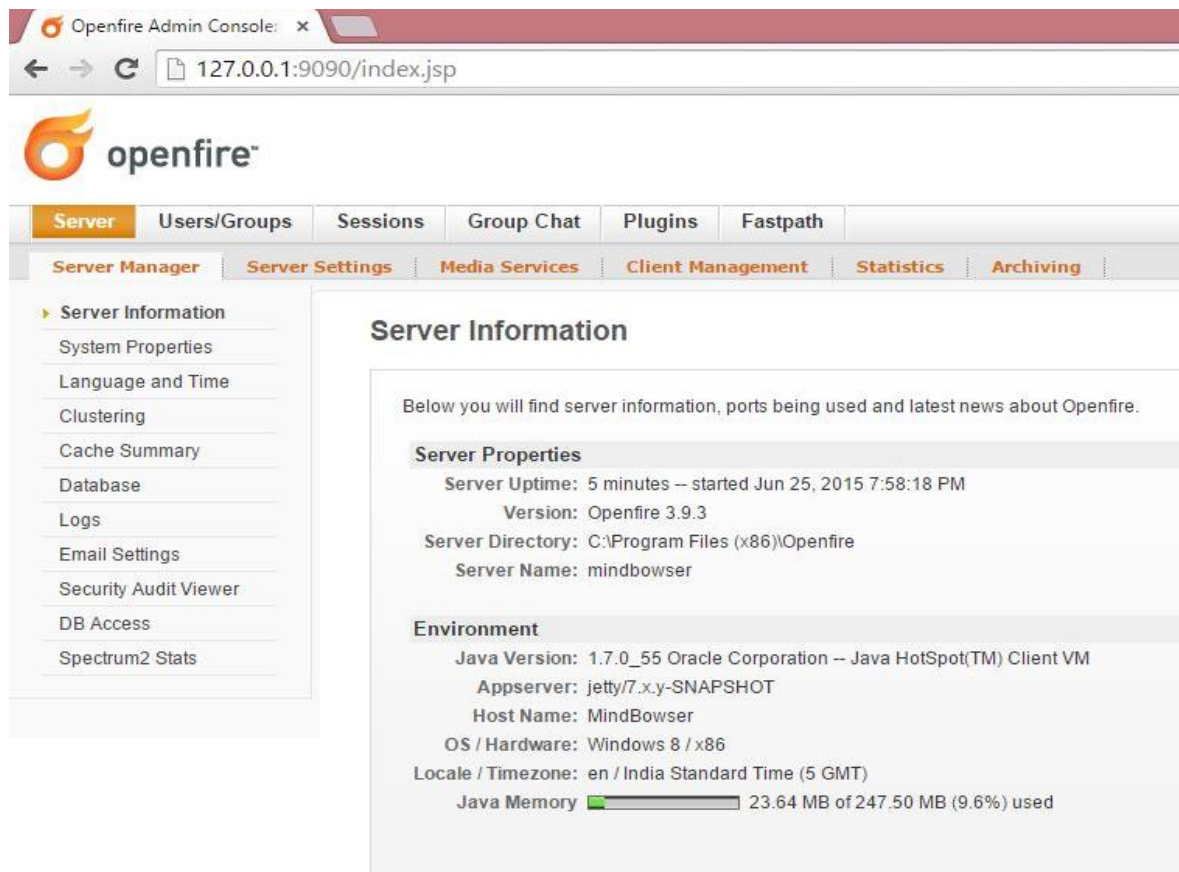 Openfire Admin Console:
127.0.0.1:9090/index.jsp
openfire™
Server Users/Groups Sessions Group Chat Plugins Fastpath
Server Manager Server Settings Media Services Client Management Statistics Archiving
Server Information
System Properties
Language and Time
Clustering
Cache Summary
Database
Logs
Email Settings
Security Audit Viewer
DB Access
Spectrum2 Stats
Server Information
Below you will find server information, ports being used and latest news about Openfire.
Server Properties
Server Uptime: 5 minutes -- started Jun 25, 2015 7:58:18 PM
Version: Openfire 3.9.3
Server Directory: C:\Program Files (x86)\Openfire
Server Name: mindbowser
Environment
Java Version: 1.7.0_55 Oracle Corporation -- Java HotSpot(TM) Client VM
Appserver: jetty/7.x.y-SNAPSHOT
Host Name: MindBowser
OS / Hardware: Windows 8 / x86
Locale / Timezone: en / India Standard Time (5 GMT)
Java Memory 23.64 MB of 247.50 MB (9.6%) used